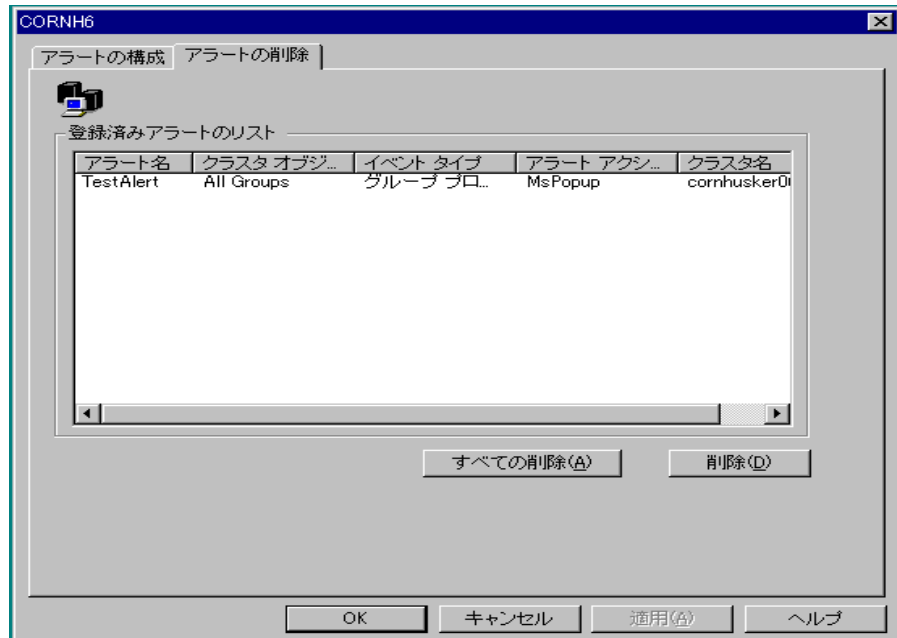 CORNH6
アラートの構成 アラートの削除
登録済みアラートのリスト
アラート名 クラスタ オブジ... イベント タイプ アラート アクシ... クラスタ名
TestAlert All Groups グループ プロ... MsPopup cornhusker0
すべての削除(A) 削除(D)
OK キャンセル 適用(A) ヘルプ